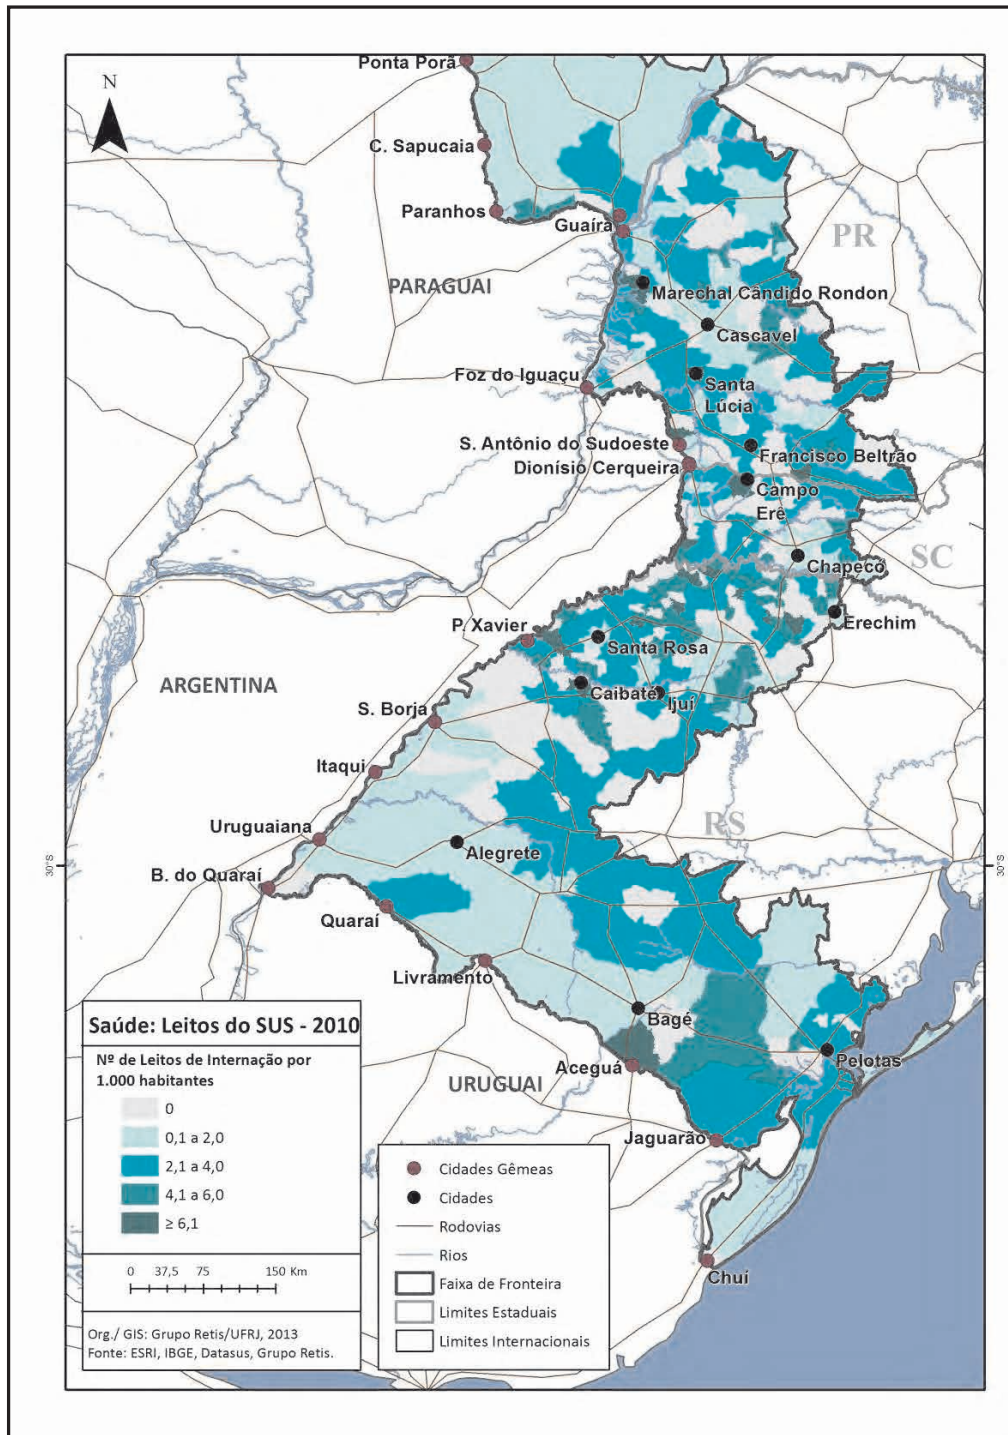 Ponta Porã
N
C. Sapucaia
Paranhos
Guaíra
PR
PARAGUAI
Marechal Cândido Rondon
Cascavel
Foz do Iguaçu
Santa
Lúcia
S. Antônio do Sudoeste
Francisco Beltrão
Dionísio Cerqueira
Campo
Erê
SC
Chapecó
Erechim
P. Xavier
Santa Rosa
ARGENTINA
Caibaté
Ijuí
S. Borja
Itaqui
RS
Uruguaiana
Alegrete
30°S
30°S
B. do Quaraí
Quaraí
Livramento
Bagé
Aceguá
Pelotas
URUGUAI
Jaguarão
Chuí
Saúde: Leitos do SUS - 2010
Nº de Leitos de Internação por
1.000 habitantes
0
0,1 a 2,0
2,1 a 4,0
4,1 a 6,0
≥ 6,1
0 37,5 75 150 Km
Org./ GIS: Grupo Retis/UFRJ, 2013
Fonte: ESRI, IBGE, Datasus, Grupo Retis.
Cidades Gêmeas
Cidades
Rodovias
Rios
Faixa de Fronteira
Limites Estaduais
Limites Internacionais